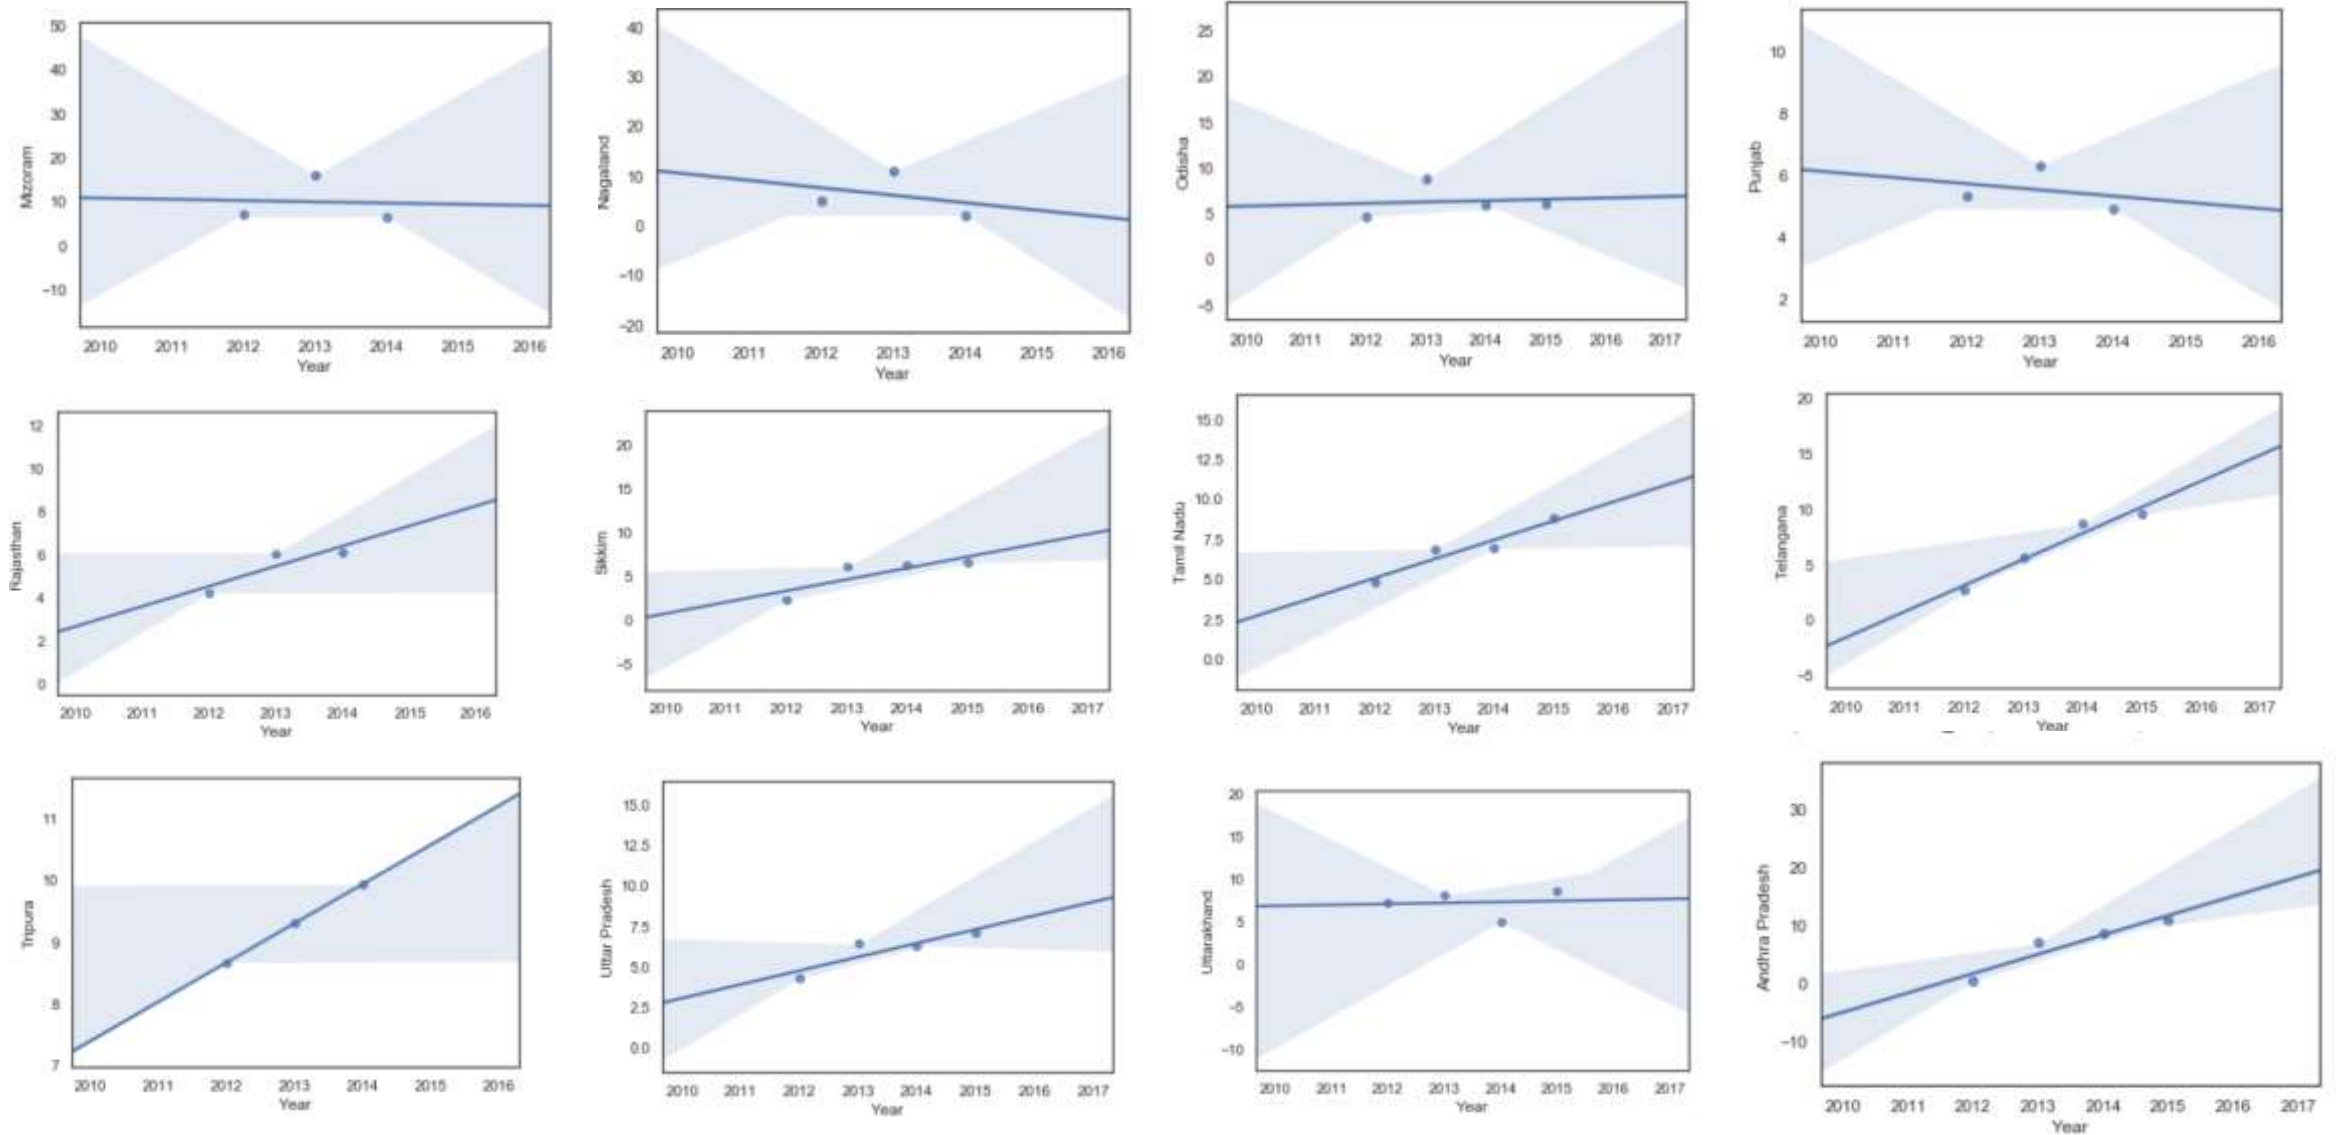 50
40
30
20
10
0
−10
Mizoram
2010 2011 2012 2013 2014 2015 2016
Year
40
30
20
10
0
−10
−20
Nagaland
2010 2011 2012 2013 2014 2015 2016
Year
25
20
15
10
5
0
−5
Odisha
2010 2011 2012 2013 2014 2015 2016 2017
Year
10
8
6
4
2
Punjab
2010 2011 2012 2013 2014 2015 2016
Year
12
10
8
6
4
2
0
Rajasthan
2010 2011 2012 2013 2014 2015 2016
Year
20
15
10
5
0
−5
Sikkim
2010 2011 2012 2013 2014 2015 2016 2017
Year
15.0
12.5
10.0
7.5
5.0
2.5
0.0
Tamil Nadu
2010 2011 2012 2013 2014 2015 2016 2017
Year
20
15
10
5
0
−5
Telangana
2010 2011 2012 2013 2014 2015 2016 2017
Year
11
10
9
8
7
Tripura
2010 2011 2012 2013 2014 2015 2016
Year
15.0
12.5
10.0
7.5
5.0
2.5
0.0
Uttar Pradesh
2010 2011 2012 2013 2014 2015 2016 2017
Year
20
15
10
5
0
−5
−10
Uttarakhand
2010 2011 2012 2013 2014 2015 2016 2017
Year
30
20
10
0
−10
Andhra Pradesh
2010 2011 2012 2013 2014 2015 2016 2017
Year